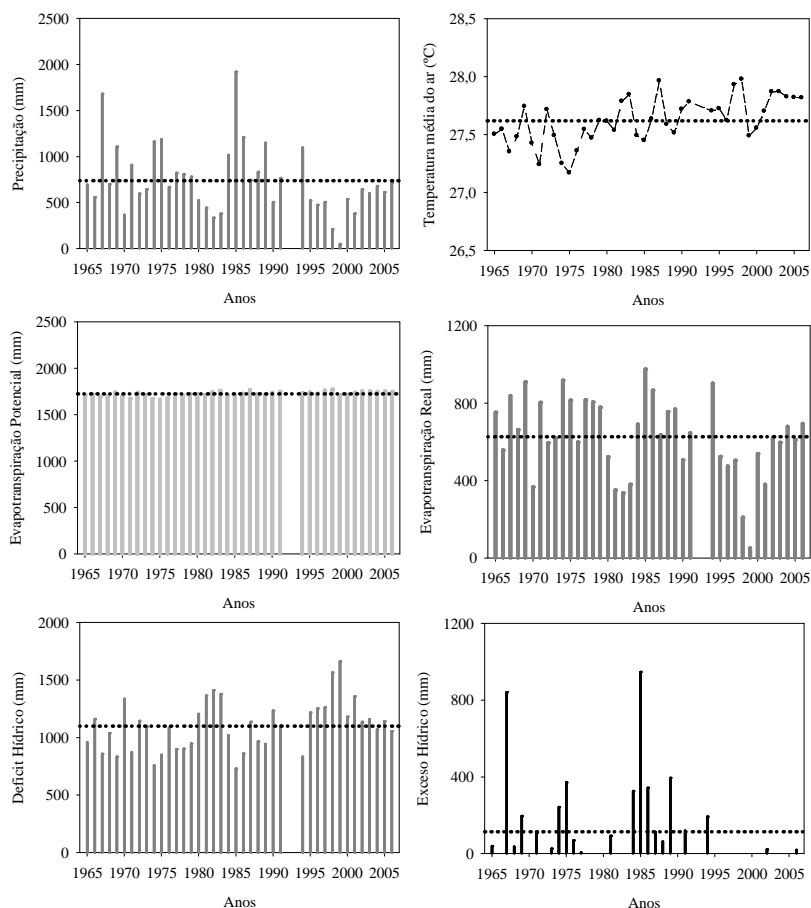 Precipitação (mm)
2500
2000
1500
1000
500
0
1965 1970 1975 1980 1985 1990 1995 2000 2005
Anos
Temperatura média do ar (ºC)
28,5
28,0
27,5
27,0
26,5
1965 1970 1975 1980 1985 1990 1995 2000 2005
Anos
Evapotranspiração Potencial (mm)
2500
2000
1500
1000
500
0
1965 1970 1975 1980 1985 1990 1995 2000 2005
Anos
Evapotranspiração Real (mm)
1200
800
400
0
1965 1970 1975 1980 1985 1990 1995 2000 2005
Anos
Deficit Hídrico (mm)
2000
1500
1000
500
0
1965 1970 1975 1980 1985 1990 1995 2000 2005
Anos
Exceso Hídrico (mm)
1200
800
400
0
1965 1970 1975 1980 1985 1990 1995 2000 2005
Anos